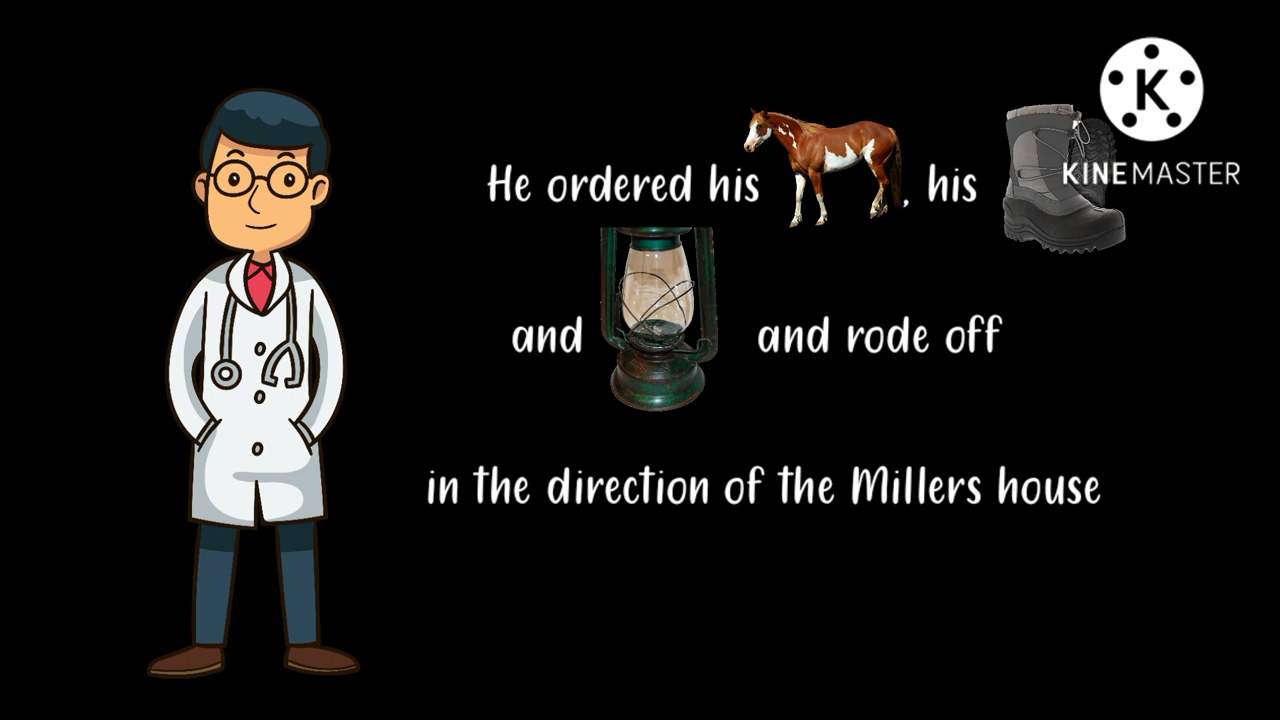 He ordered his , his
and and rode off
in the direction of the Millers house
K
KINEMASTER